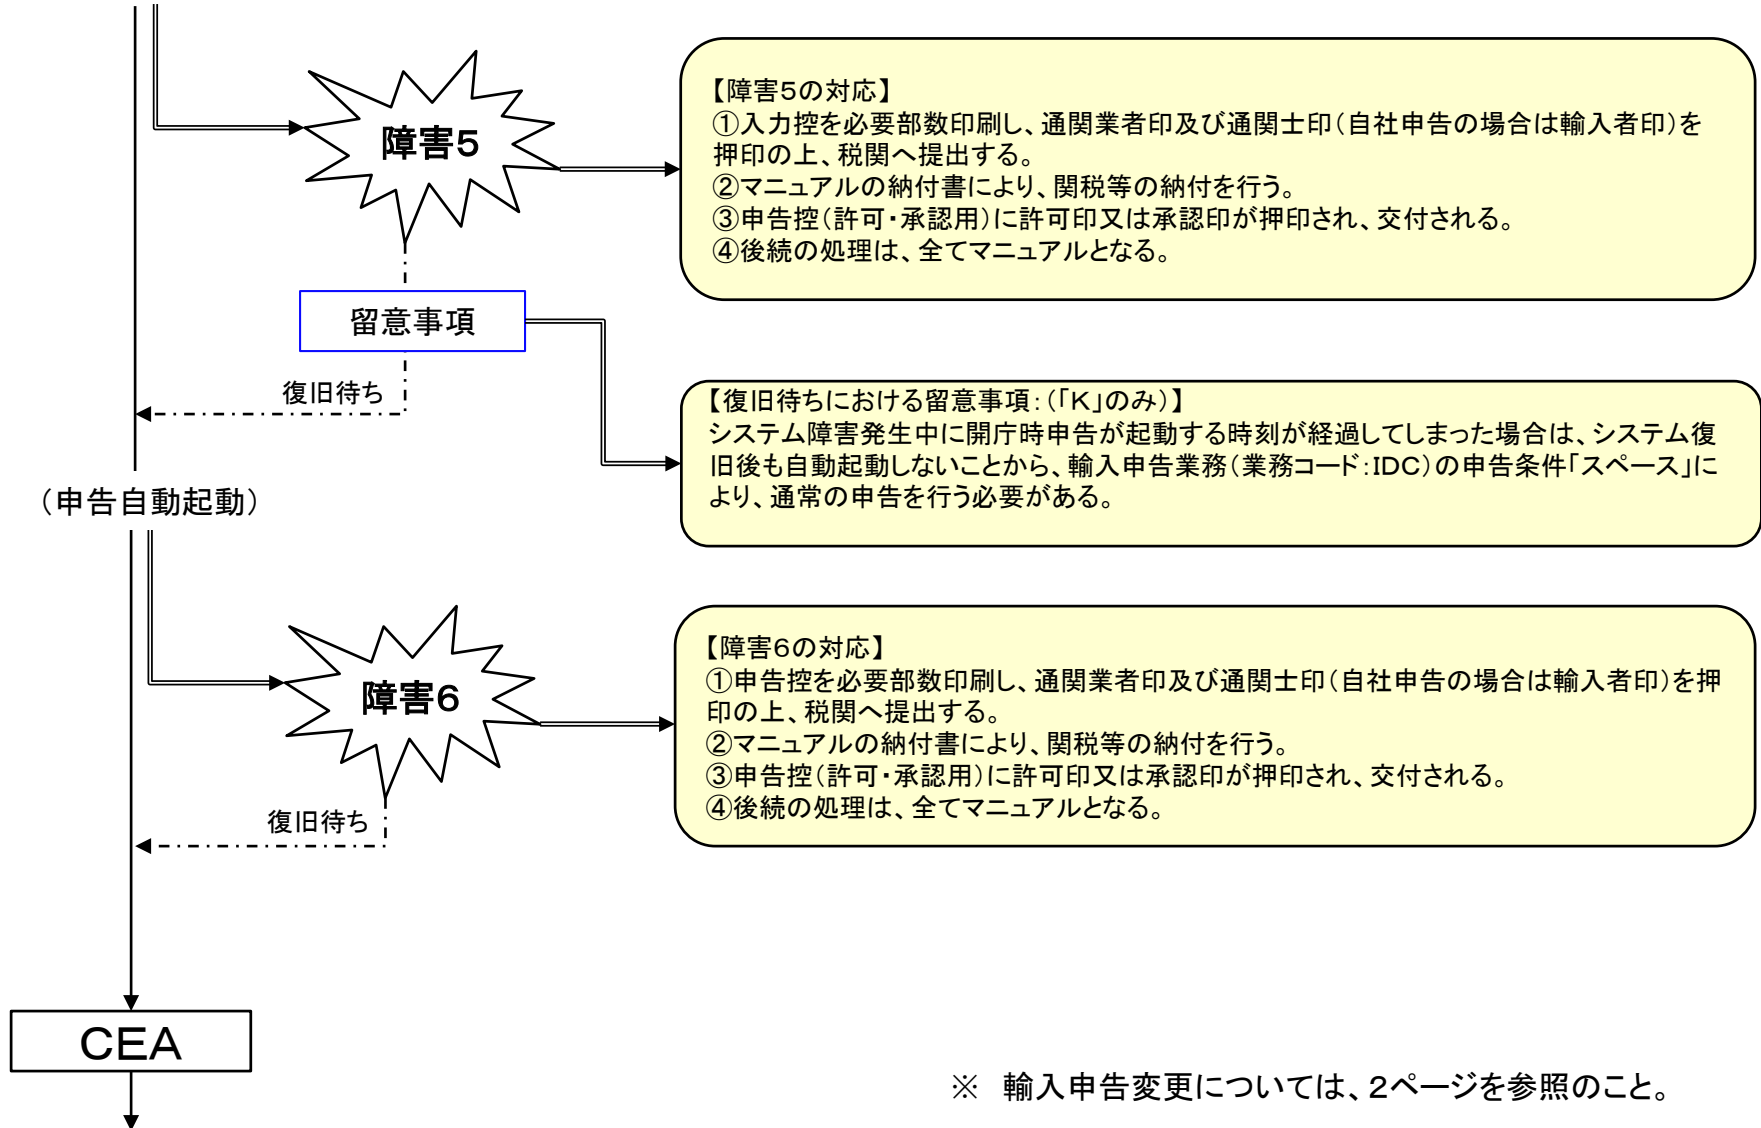 障害5
【障害5の対応】
①入力控を必要部数印刷し、通関業者印及び通関士印（自社申告の場合は輸入者印）を
押印の上、税関へ提出する。
②マニュアルの納付書により、関税等の納付を行う。
③申告控（許可・承認用）に許可印又は承認印が押印され、交付される。
④後続の処理は、全てマニュアルとなる。
留意事項
復旧待ち
【復旧待ちにおける留意事項：（「K」のみ）】
システム障害発生中に開庁時申告が起動する時刻が経過してしまった場合は、システム復
旧後も自動起動しないことから、輸入申告業務（業務コード：IDC）の申告条件「スペース」に
より、通常の申告を行う必要がある。
（申告自動起動）
障害6
【障害6の対応】
①申告控を必要部数印刷し、通関業者印及び通関士印（自社申告の場合は輸入者印）を押
印の上、税関へ提出する。
②マニュアルの納付書により、関税等の納付を行う。
③申告控（許可・承認用）に許可印又は承認印が押印され、交付される。
④後続の処理は、全てマニュアルとなる。
復旧待ち
CEA
※　輸入申告変更については、2ページを参照のこと。